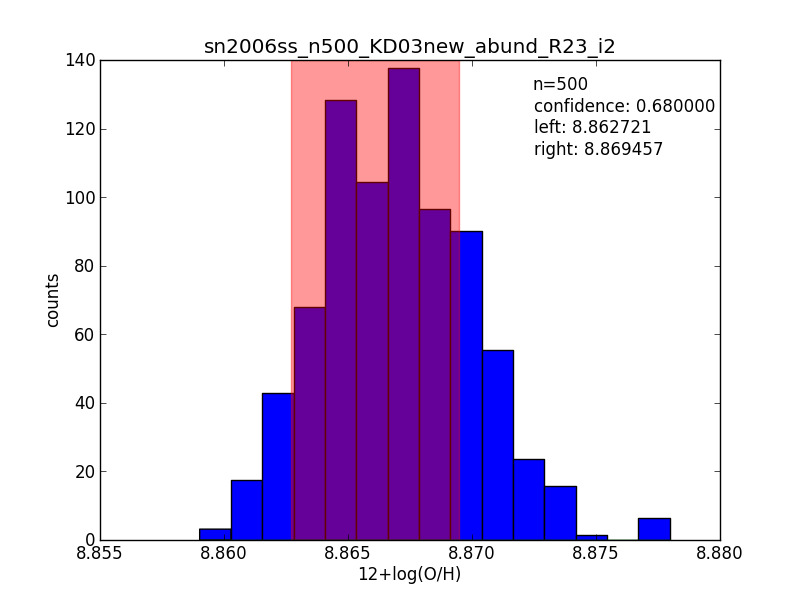 sn2006ss_n500_KD03new_abund_R23_i2
140
120
100
80
60
40
20
0
counts
n=500
confidence: 0.680000
left: 8.862721
right: 8.869457
8.855 8.860 8.865 8.870 8.875 8.880
12+log(O/H)